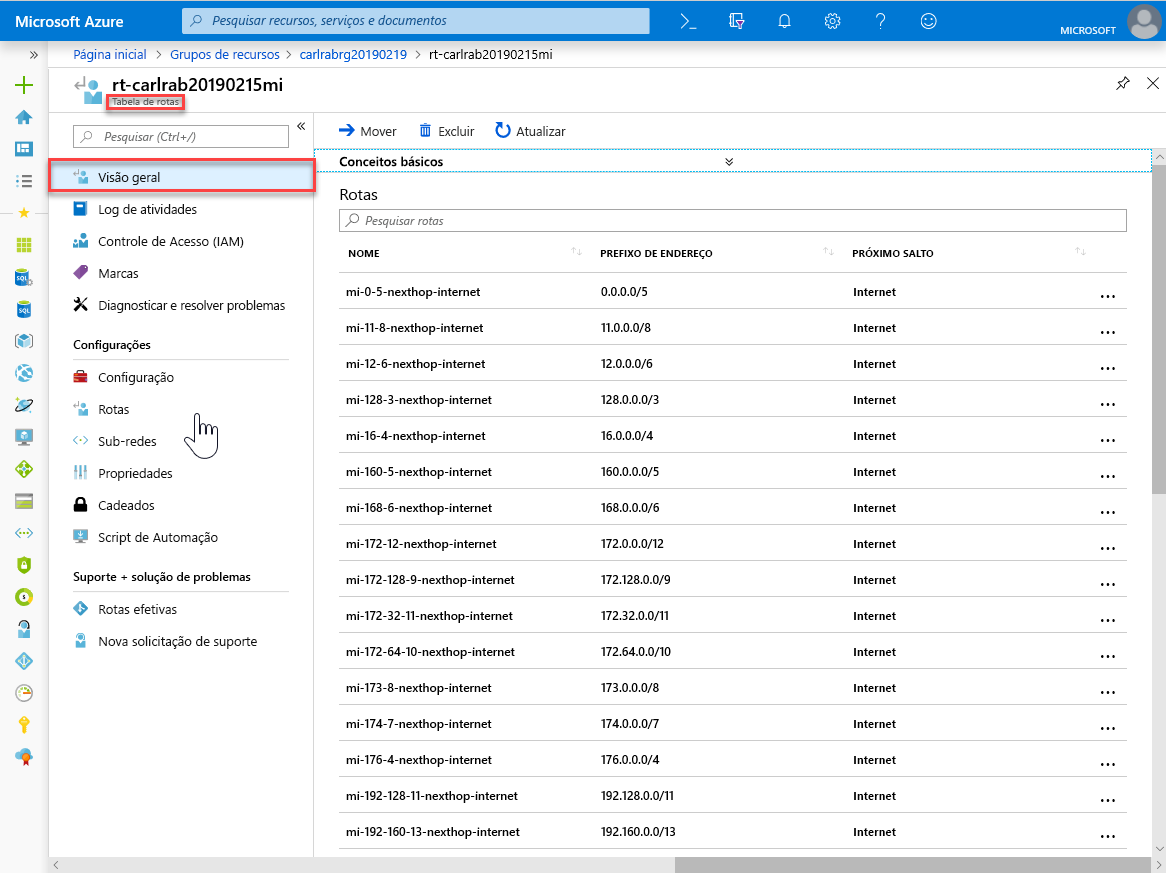 Microsoft Azure
Pesquisar recursos, serviços e documentos
MICROSOFT
Página inicial > Grupos de recursos > carlrabrg20190219 > rt-carlrab20190215mi
rt-carlrab20190215mi
Tabela de rotas
Pesquisar (Ctrl+/)
Visão geral
Log de atividades
Controle de Acesso (IAM)
Marcas
Diagnosticar e resolver problemas
Configurações
Configuração
Rotas
Sub-redes
Propriedades
Cadeados
Script de Automação
Suporte + solução de problemas
Rotas efetivas
Nova solicitação de suporte
Mover Excluir Atualizar
Conceitos básicos
Rotas
Pesquisar rotas
NOME PREFIXO DE ENDEREÇO PRÓXIMO SALTO
mi-0-5-nexthop-internet 0.0.0.0/5 Internet ...
mi-11-8-nexthop-internet 11.0.0.0/8 Internet ...
mi-12-6-nexthop-internet 12.0.0.0/6 Internet ...
mi-128-3-nexthop-internet 128.0.0.0/3 Internet ...
mi-16-4-nexthop-internet 16.0.0.0/4 Internet ...
mi-160-5-nexthop-internet 160.0.0.0/5 Internet ...
mi-168-6-nexthop-internet 168.0.0.0/6 Internet ...
mi-172-12-nexthop-internet 172.0.0.0/12 Internet ...
mi-172-128-9-nexthop-internet 172.128.0.0/9 Internet ...
mi-172-32-11-nexthop-internet 172.32.0.0/11 Internet ...
mi-172-64-10-nexthop-internet 172.64.0.0/10 Internet ...
mi-173-8-nexthop-internet 173.0.0.0/8 Internet ...
mi-174-7-nexthop-internet 174.0.0.0/7 Internet ...
mi-176-4-nexthop-internet 176.0.0.0/4 Internet ...
mi-192-128-11-nexthop-internet 192.128.0.0/11 Internet ...
mi-192-160-13-nexthop-internet 192.160.0.0/13 Internet ...